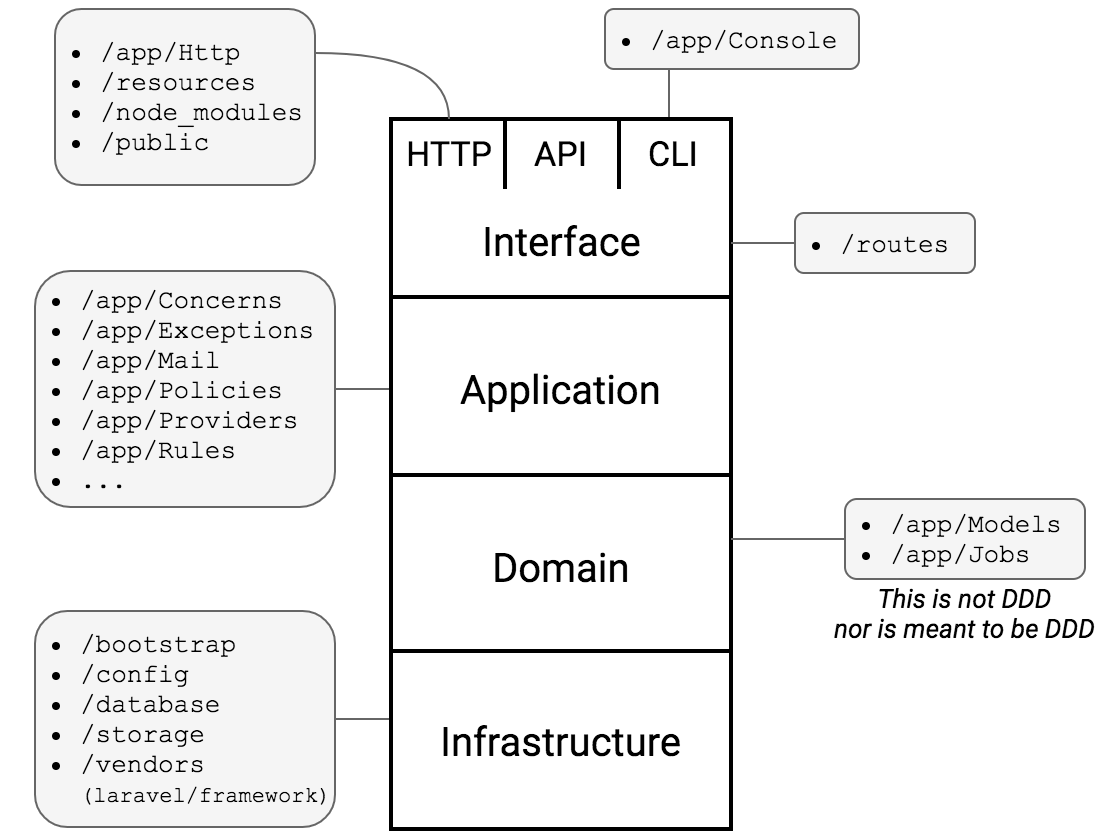 • /app/Http
• /resources
• /node_modules
• /public
• /app/Console
HTTP
API
CLI
Interface
• /routes
• /app/Concerns
• /app/Exceptions
• /app/Mail
• /app/Policies
• /app/Providers
• /app/Rules
• ...
Application
Domain
• /app/Models
• /app/Jobs
This is not DDD
nor is meant to be DDD
• /bootstrap
• /config
• /database
• /storage
• /vendors
(laravel/framework)
Infrastructure